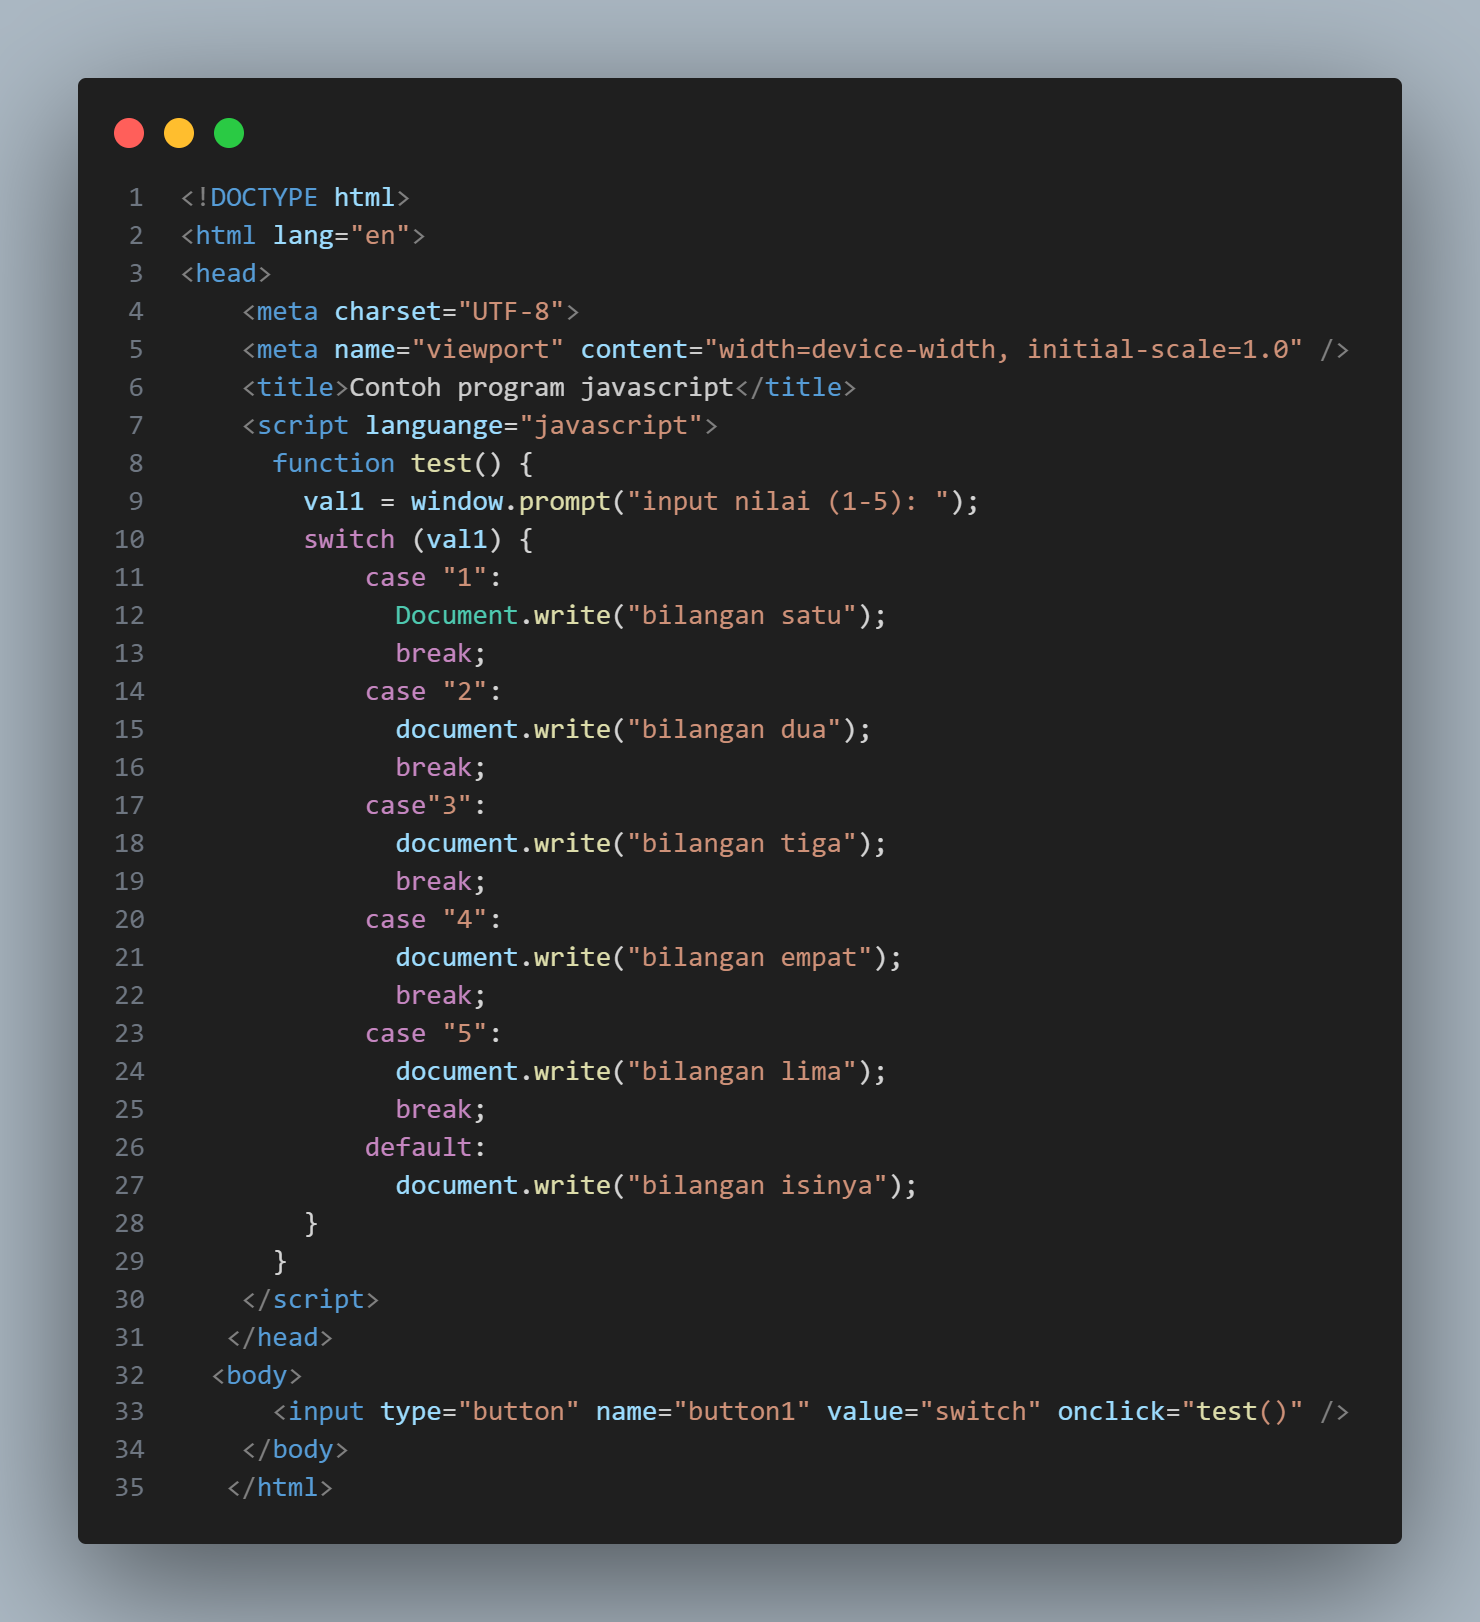 1 <!DOCTYPE html>
2 <html lang="en">
3 <head>
4     <meta charset="UTF-8">
5     <meta name="viewport" content="width=device-width, initial-scale=1.0" />
6     <title>Contoh program javascript</title>
7     <script languange="javascript">
8       function test() {
9         val1 = window.prompt("input nilai (1-5): ");
10         switch (val1) {
11             case "1":
12               Document.write("bilangan satu");
13               break;
14             case "2":
15               document.write("bilangan dua");
16               break;
17             case"3":
18               document.write("bilangan tiga");
19               break;
20             case "4":
21               document.write("bilangan empat");
22               break;
23             case "5":
24               document.write("bilangan lima");
25               break;
26             default:
27               document.write("bilangan isinya");
28         }
29       }
30     </script>
31    </head>
32   <body>
33       <input type="button" name="button1" value="switch" onclick="test()" />
34     </body>
35    </html>